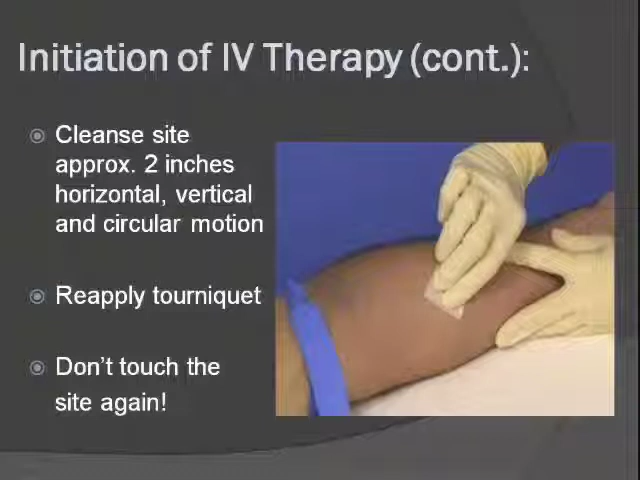 Initiation of IV Therapy (cont.):
Cleanse site
approx. 2 inches
horizontal, vertical
and circular motion
Reapply tourniquet
Don't touch the
site again!